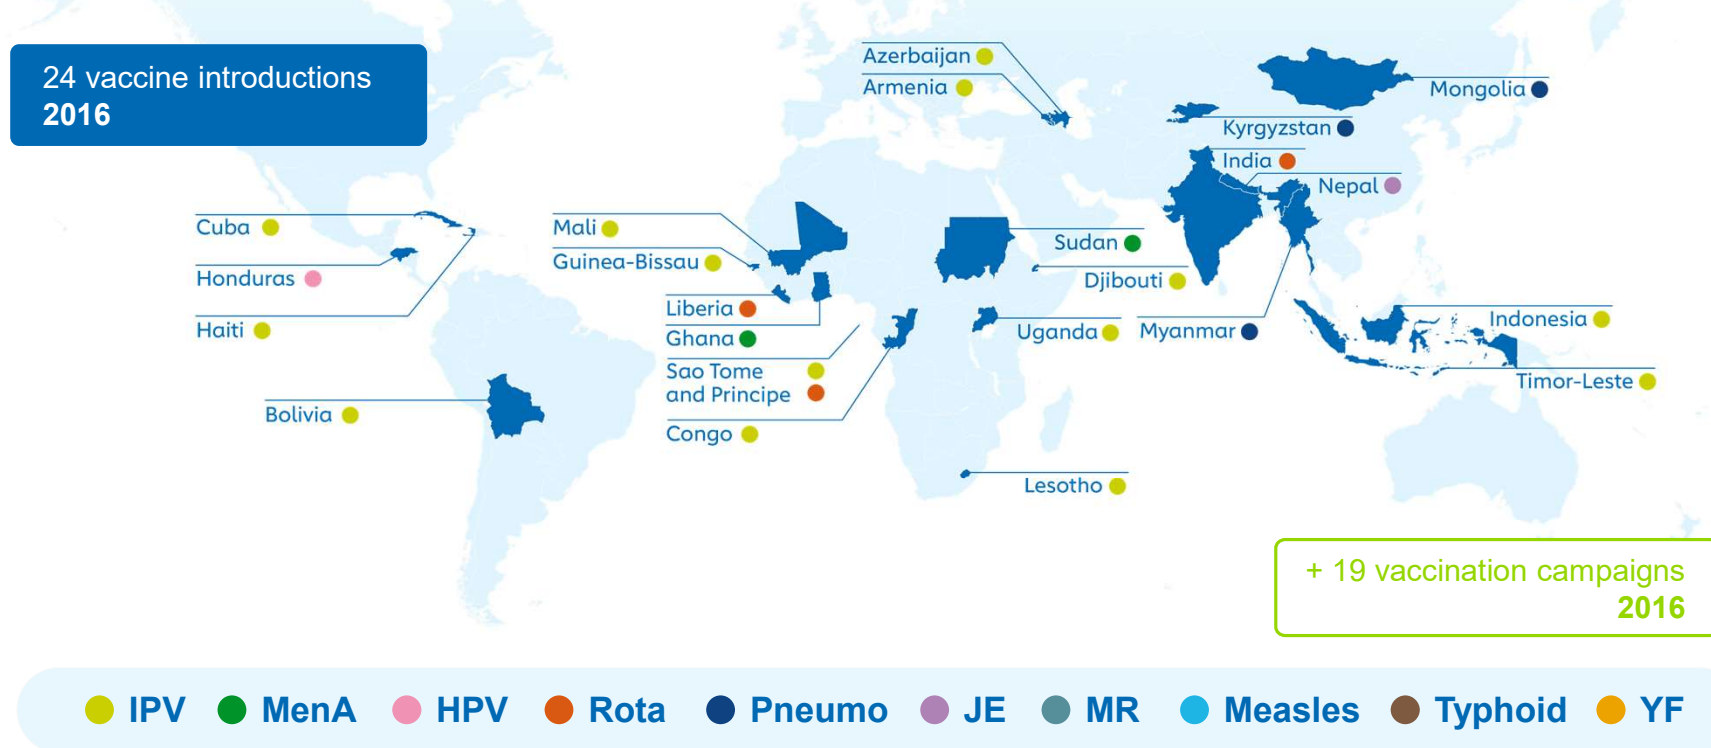 24 vaccine introductions
2016
Azerbaijan
Armenia
Mongolia
Kyrgyzstan
India
Nepal
Cuba
Honduras
Haiti
Bolivia
Mali
Guinea-Bissau
Liberia
Ghana
Sao Tome
and Principe
Congo
Sudan
Djibouti
Uganda
Myanmar
Lesotho
Indonesia
Timor-Leste
+ 19 vaccination campaigns
2016
IPV MenA HPV Rota Pneumo JE MR Measles Typhoid YF